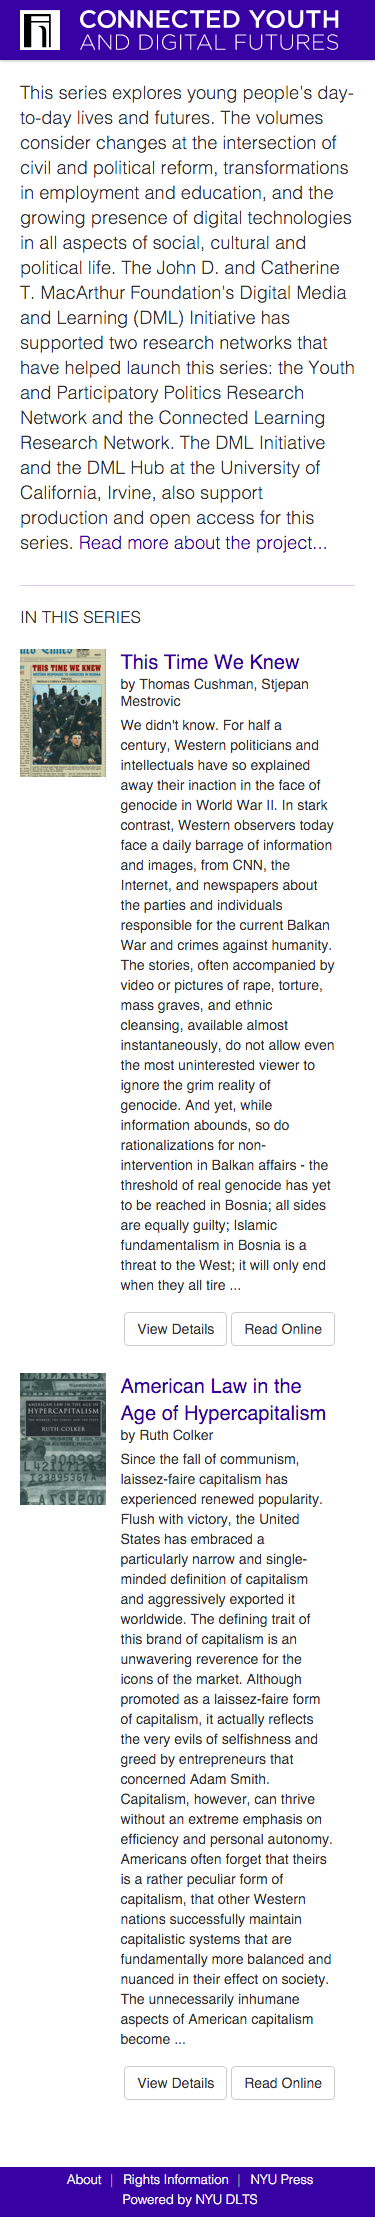 CONNECTED YOUTH
AND DIGITAL FUTURES
This series explores young people's day-
to-day lives and futures. The volumes
consider changes at the intersection of
civil and political reform, transformations
in employment and education, and the
growing presence of digital technologies
in all aspects of social, cultural and
political life. The John D. and Catherine
T. MacArthur Foundation's Digital Media
and Learning (DML) Initiative has
supported two research networks that
have helped launch this series: the Youth
and Participatory Politics Research
Network and the Connected Learning
Research Network. The DML Initiative
and the DML Hub at the University of
California, Irvine, also support
production and open access for this
series. Read more about the project...
IN THIS SERIES
THIS TIME WE KNEW
This Time We Knew
by Thomas Cushman, Stjepan
Mestrovic
We didn't know. For half a
century, Western politicians and
intellectuals have so explained
away their inaction in the face of
genocide in World War II. In stark
contrast, Western observers today
face a daily barrage of information
and images, from CNN, the
Internet, and newspapers about
the parties and individuals
responsible for the current Balkan
War and crimes against humanity.
The stories, often accompanied by
video or pictures of rape, torture,
mass graves, and ethnic
cleansing, available almost
instantaneously, do not allow even
the most uninterested viewer to
ignore the grim reality of
genocide. And yet, while
information abounds, so do
rationalizations for non-
intervention in Balkan affairs - the
threshold of real genocide has yet
to be reached in Bosnia; all sides
are equally guilty; Islamic
fundamentalism in Bosnia is a
threat to the West; it will only end
when they all tire ...
View Details Read Online
AMERICAN LAW IN THE AGE OF
HYPERCAPITALISM
RUTH COLKER
American Law in the
Age of Hypercapitalism
by Ruth Colker
Since the fall of communism,
laissez-faire capitalism has
experienced renewed popularity.
Flush with victory, the United
States has embraced a
particularly narrow and single-
minded definition of capitalism
and aggressively exported it
worldwide. The defining trait of
this brand of capitalism is an
unwavering reverence for the
icons of the market. Although
promoted as a laissez-faire form
of capitalism, it actually reflects
the very evils of selfishness and
greed by entrepreneurs that
concerned Adam Smith.
Capitalism, however, can thrive
without an extreme emphasis on
efficiency and personal autonomy.
Americans often forget that theirs
is a rather peculiar form of
capitalism, that other Western
nations successfully maintain
capitalistic systems that are
fundamentally more balanced and
nuanced in their effect on society.
The unnecessarily inhumane
aspects of American capitalism
become ...
View Details Read Online
About | Rights Information | NYU Press
Powered by NYU DLTS